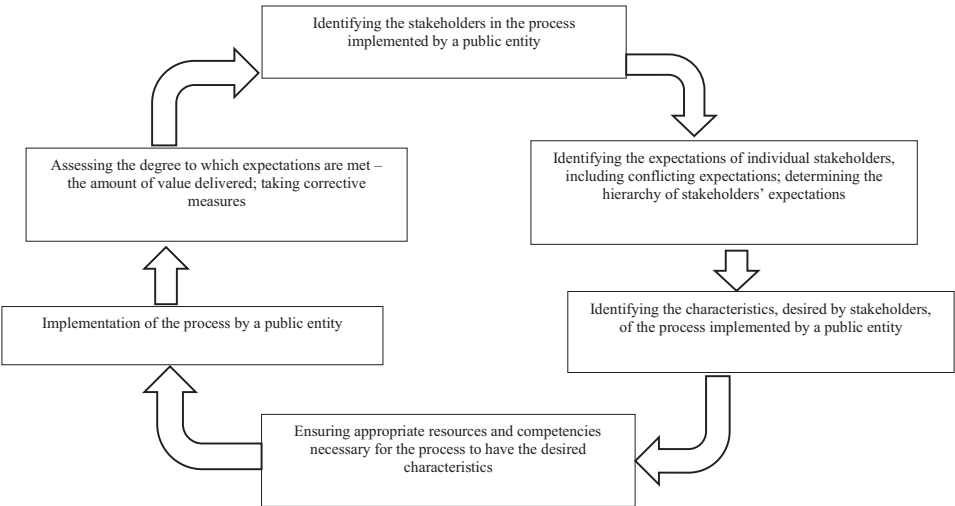 Identifying the stakeholders in the process
implemented by a public entity
Identifying the expectations of individual stakeholders,
including conflicting expectations; determining the
hierarchy of stakeholders’ expectations
Identifying the characteristics, desired by stakeholders,
of the process implemented by a public entity
Ensuring appropriate resources and competencies
necessary for the process to have the desired
characteristics
Implementation of the process by a public entity
Assessing the degree to which expectations are met –
the amount of value delivered; taking corrective
measures